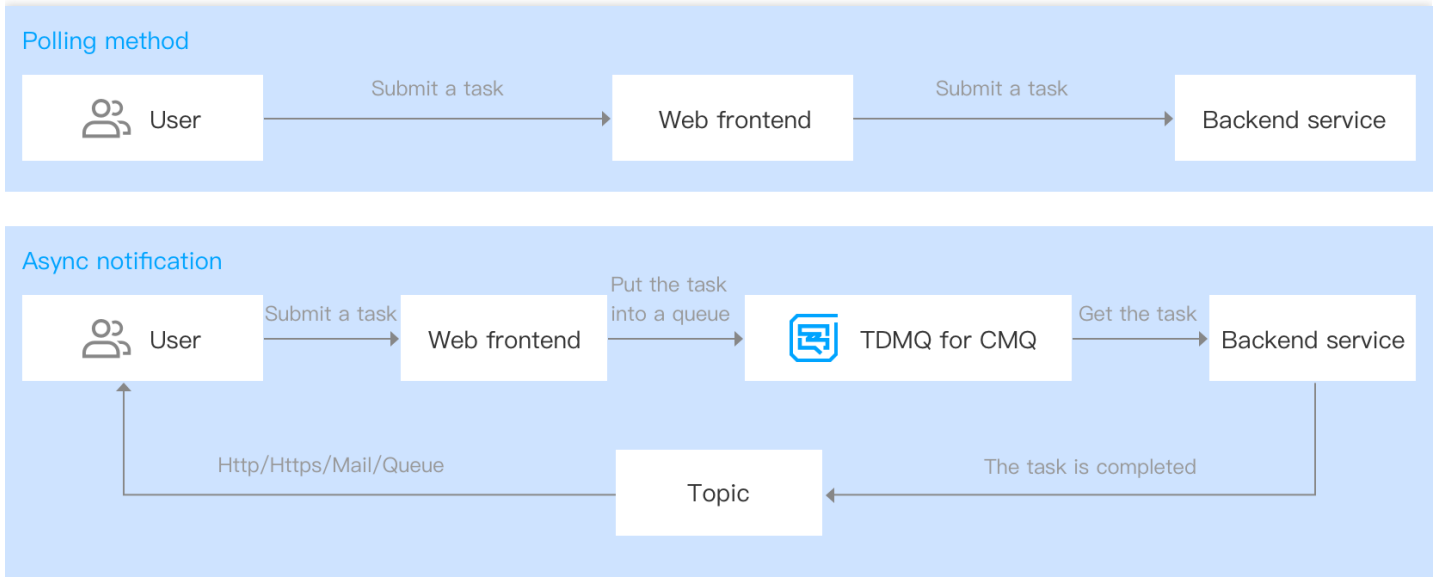 Polling method
Submit a task
Submit a task
User
Web frontend
Backend service
Async notification
Put the task
into a queue
Submit a task
Get the task
User
Web frontend
TDMQ for CMQ
Backend service
Http/Https/Mail/Queue
The task is completed
Topic